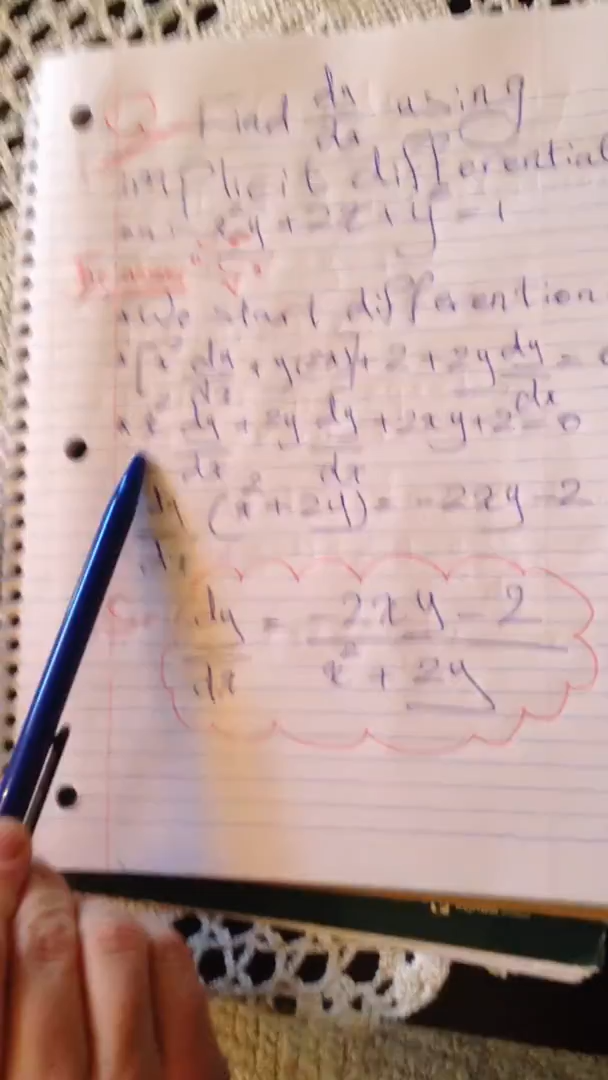 Q Find dy/dx using
implicit differential
x²y + 2x + y² = 1
* We start differention
* [x² dy/dx + y(2x)] + 2 + 2y dy/dx = 0
* x² dy/dx + 2y dy/dx + 2xy + 2 = 0
dy/dx (x² + 2y) = -2xy - 2
dy/dx = 2xy - 2 / x² + 2y